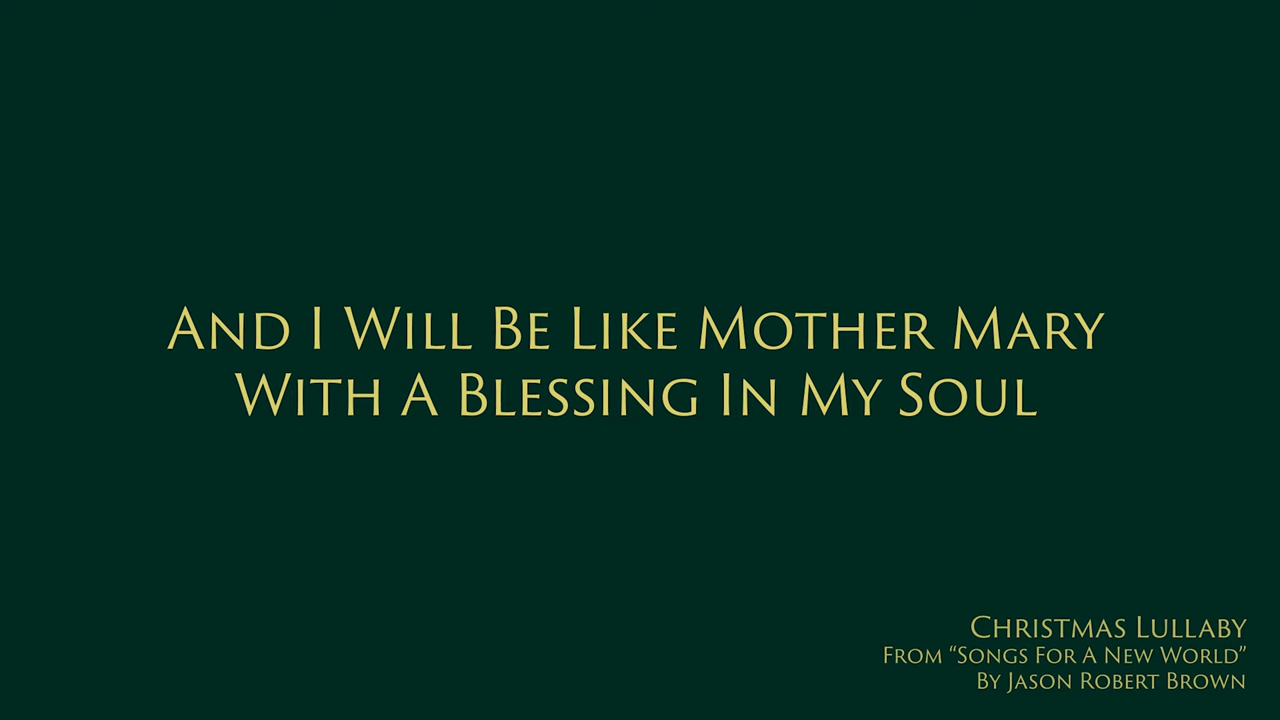 And I Will Be Like Mother Mary
With A Blessing In My Soul
Christmas Lullaby
From “Songs For A New World”
By Jason Robert Brown